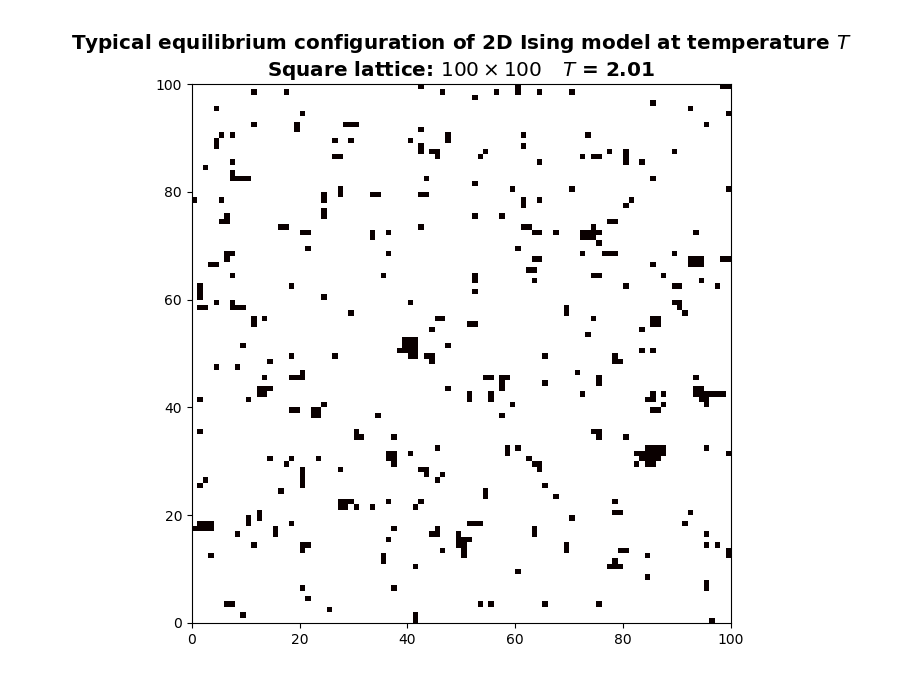 Typical equilibrium configuration of 2D Ising model at temperature T
Square lattice: 100 × 100 T = 2.01
100
80
60
40
20
0
0 20 40 60 80 100